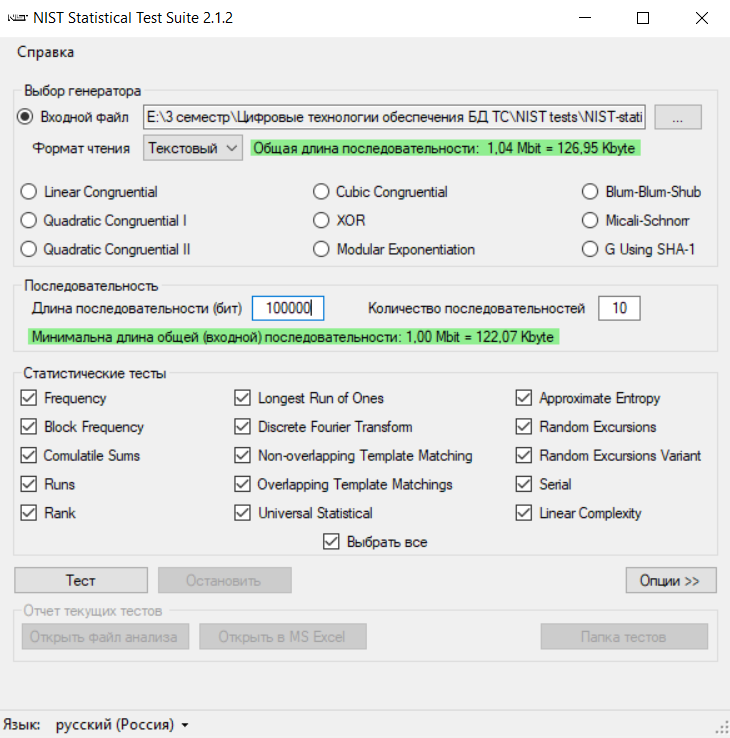 NIST NIST Statistical Test Suite 2.1.2
Справка
Выбор генератора
Входной файл E:\3 семестр\Цифровые технологии обеспечения БД ТС\NIST tests\NIST-stati ...
Формат чтения Текстовый Общая длина последовательности: 1,04 Mbit = 126,95 Kbyte
Linear Congruential Cubic Congruential Blum-Blum-Shub
Quadratic Congruential I XOR Micali-Schnorr
Quadratic Congruential II Modular Exponentiation G Using SHA-1
Последовательность
Длина последовательности (бит) 100000 Количество последовательностей 10
Минимальна длина общей (входной) последовательности: 1,00 Mbit = 122,07 Kbyte
Статистические тесты
Frequency Longest Run of Ones Approximate Entropy
Block Frequency Discrete Fourier Transform Random Excursions
Comulatile Sums Non-overlapping Template Matching Random Excursions Variant
Runs Overlapping Template Matchings Serial
Rank Universal Statistical Linear Complexity
Выбрать все
Тест Остановить Опции >>
Отчет текущих тестов
Открыть файл анализа Открыть в MS Excel Папка тестов
Язык: русский (Россия)